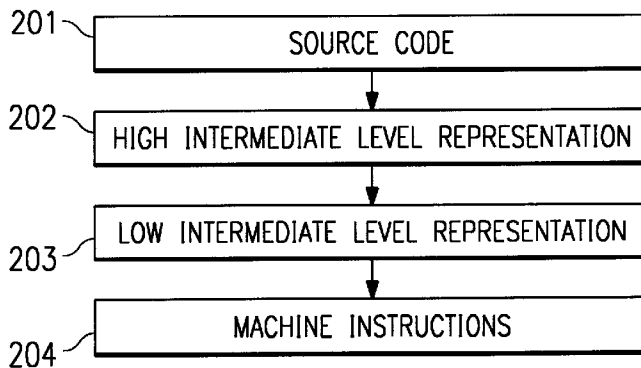 201
SOURCE CODE
202
HIGH INTERMEDIATE LEVEL REPRESENTATION
LOW INTERMEDIATE LEVEL REPRESENTATION
203
MACHINE INSTRUCTIONS
204